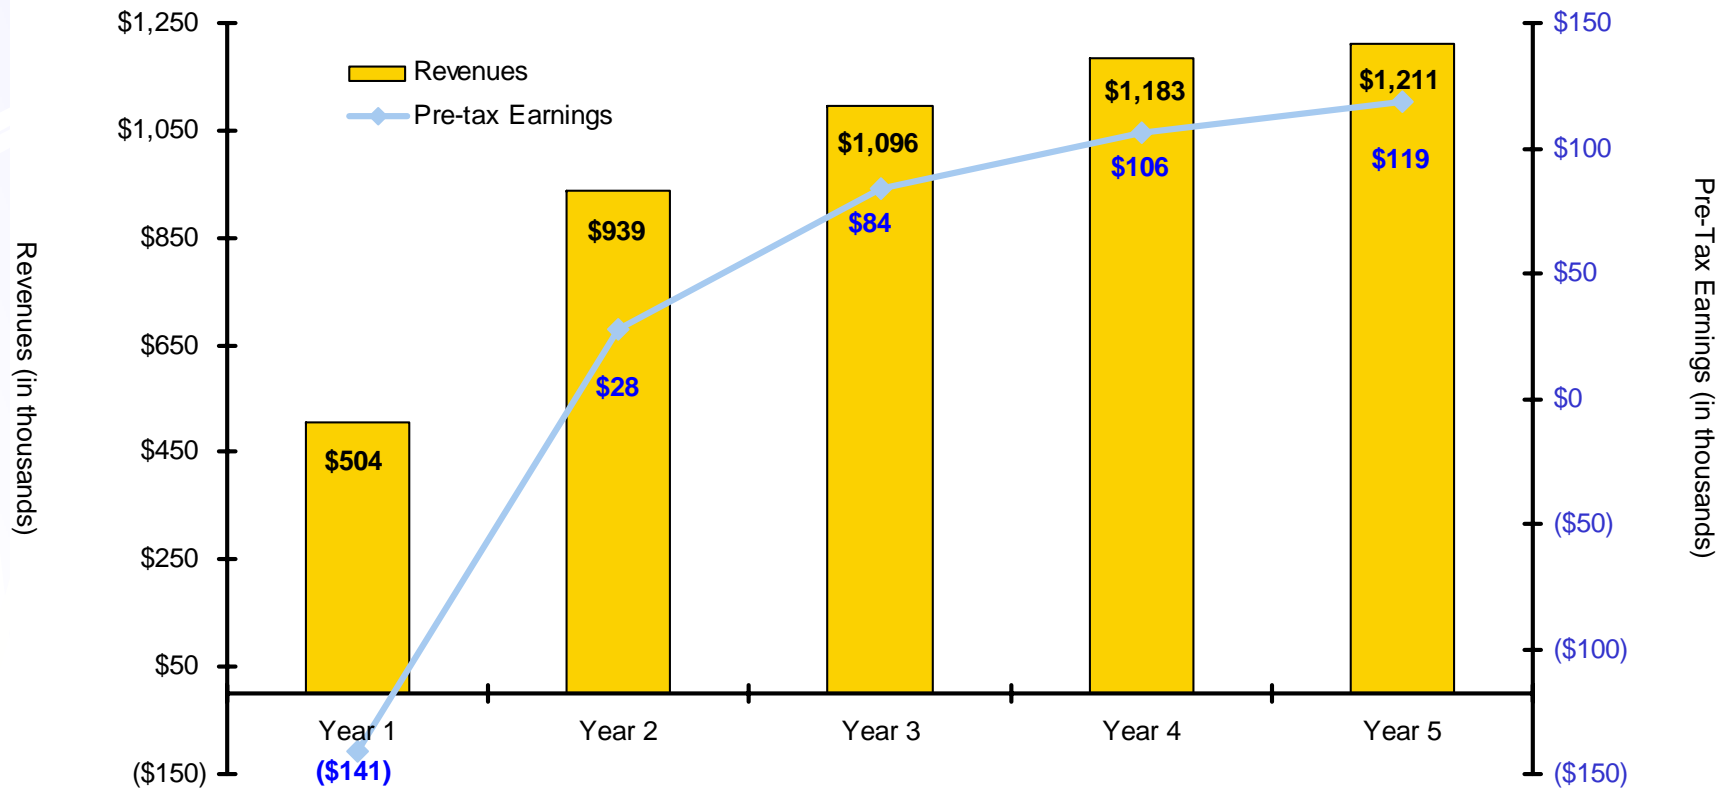 $1,250
$1,050
$850
$650
$450
$250
$50
($150)
Revenues (in thousands)
Revenues
Pre-tax Earnings
$504
$939
$1,096
$1,183
$1,211
($141)
$28
$84
$106
$119
Year 1
Year 2
Year 3
Year 4
Year 5
$150
$100
$50
$0
($50)
($100)
($150)
Pre-Tax Earnings (in thousands)